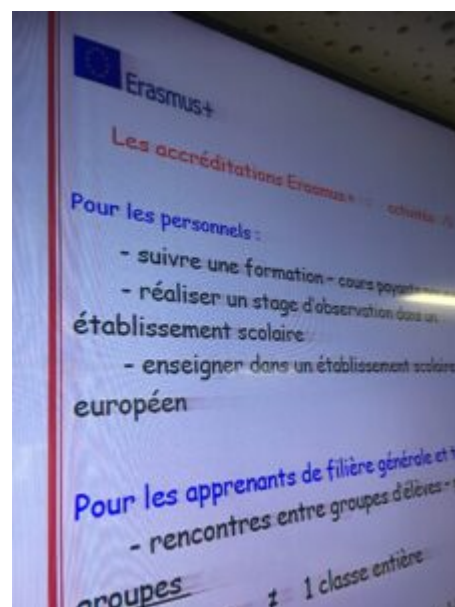 Erasmus+
Les accréditations Erasmus+ activités
Pour les personnels :
- suivre une formation - cours payants
- réaliser un stage d'observation dans un
établissement scolaire
- enseigner dans un établissement scolaire
européen
Pour les apprenants de filière générale et
- rencontres entre groupes d'élèves -
groupes
≠ 1 classe entière